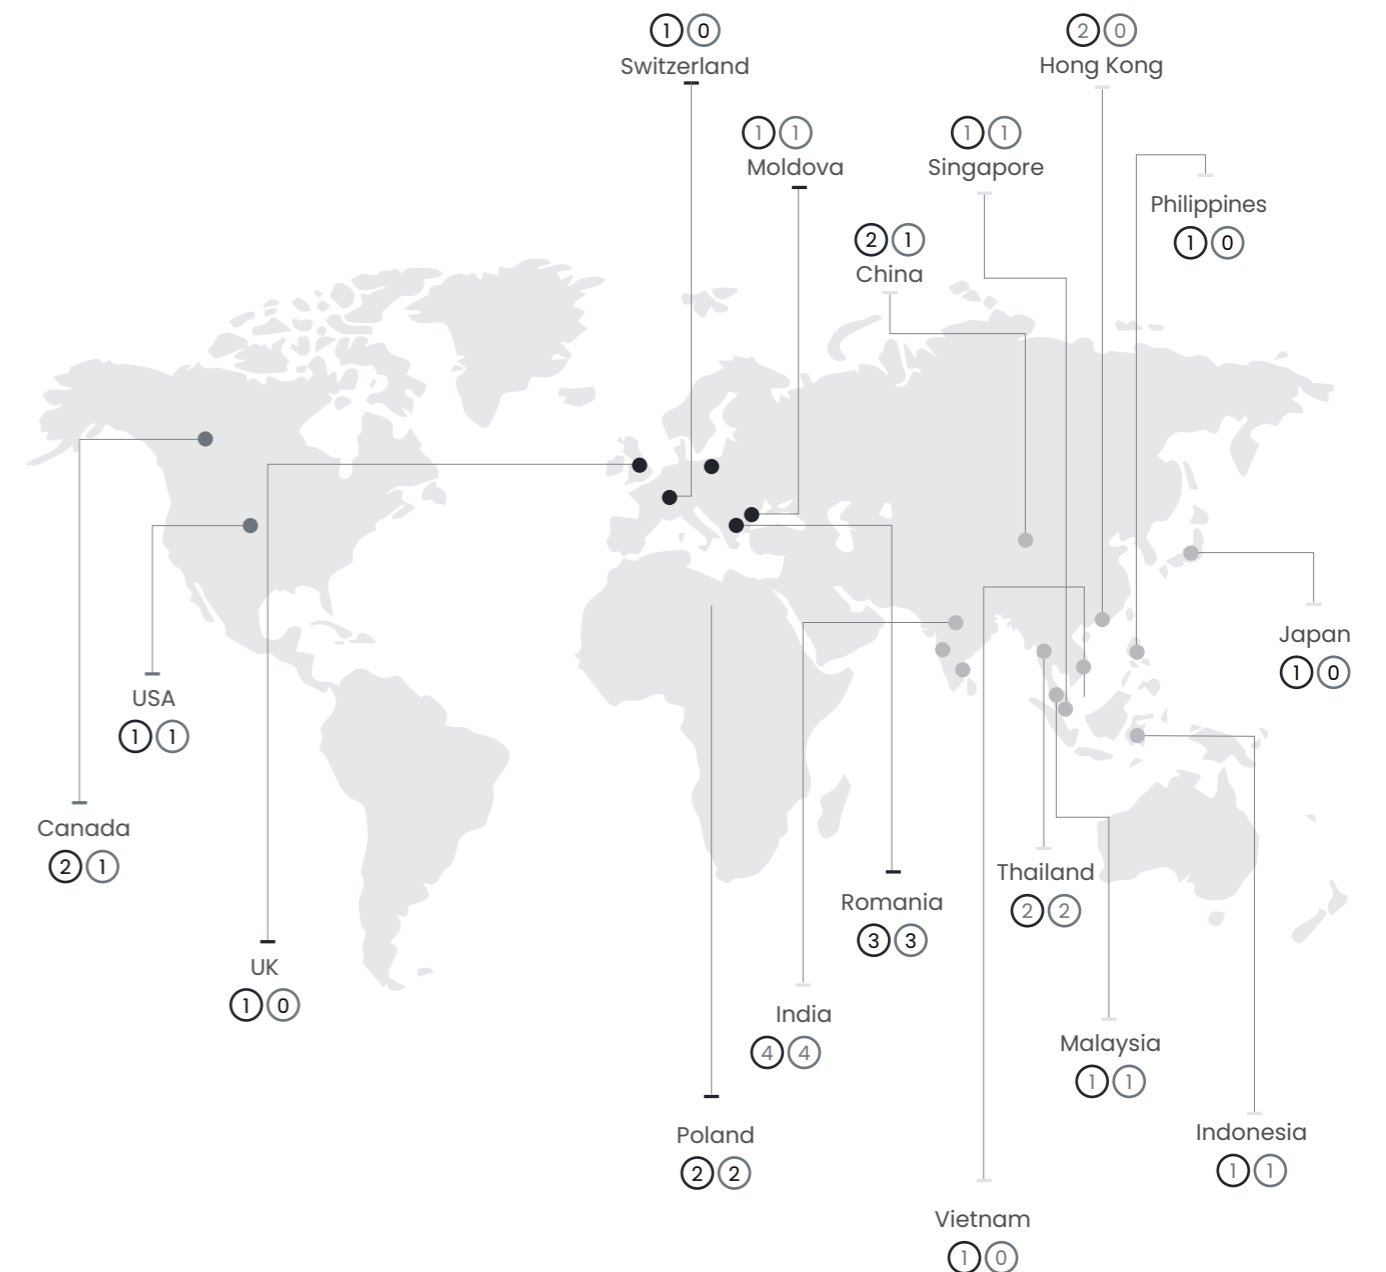 1 0
Switzerland
2 0
Hong Kong
1 1
Moldova
1 1
Singapore
Philippines
1 0
2 1
China
Japan
1 0
USA
1 1
Canada
2 1
Thailand
2 2
Romania
3 3
UK
1 0
India
4 4
Malaysia
1 1
Poland
2 2
Indonesia
1 1
Vietnam
1 0